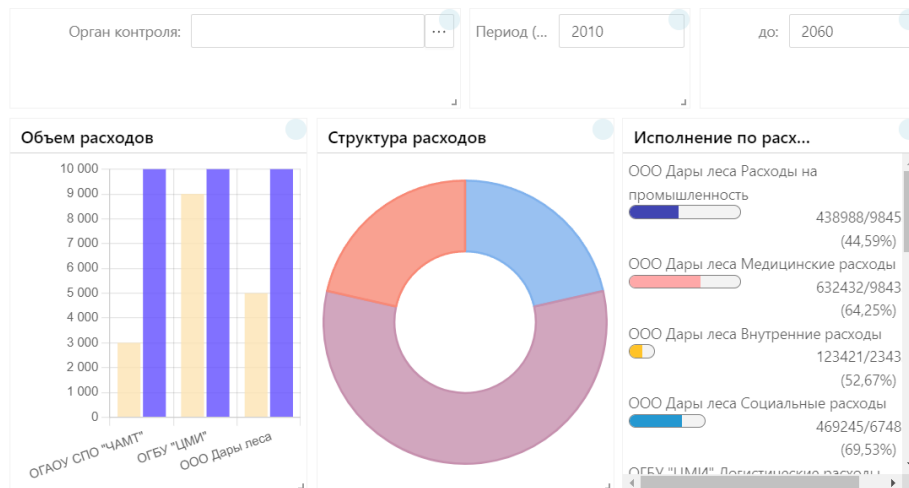 Орган контроля:
...
Период (...
2010
до:
2060
Объем расходов
10 000
9 000
8 000
7 000
6 000
5 000
4 000
3 000
2 000
1 000
0
ОГАОУ СПО "ЧАМТ"
ОГБУ "ЦМИ"
ООО Дары леса
Структура расходов
Исполнение по расх...
ООО Дары леса Расходы на
промышленность
438988/9845
(44,59%)
ООО Дары леса Медицинские расходы
632432/9843
(64,25%)
ООО Дары леса Внутренние расходы
123421/2343
(52,67%)
ООО Дары леса Социальные расходы
469245/6748
(69,53%)
ОГБУ "ЦМИ" Логистические расходы